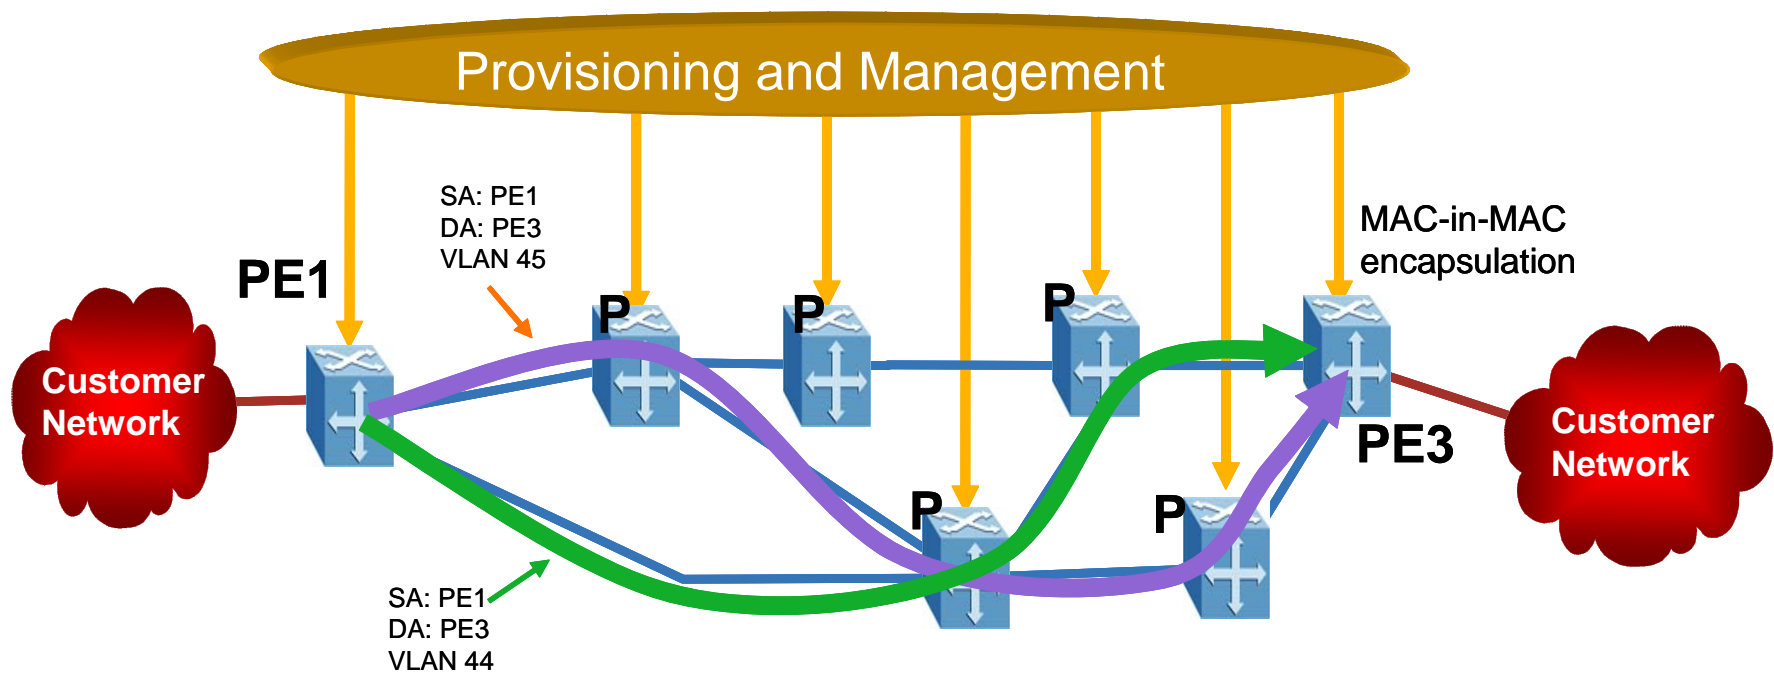 Provisioning and Management
SA: PE1
DA: PE3
VLAN 45
MAC-in-MAC
encapsulation
PE1
P
P
P
Customer
Network
PE3
Customer
Network
P
P
SA: PE1
DA: PE3
VLAN 44